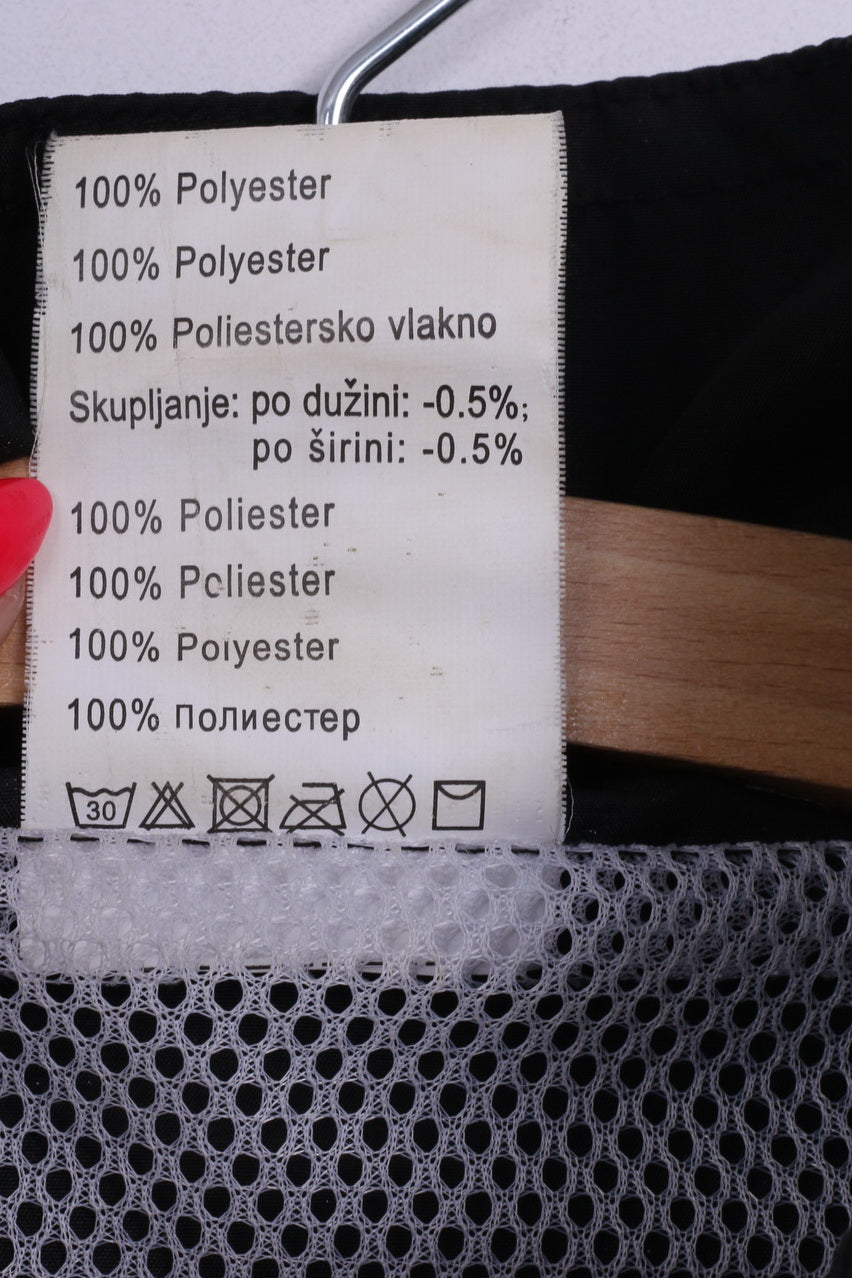 100% Polyester
100% Polyester
100% Poliestersko vlakno
Skupljanje: po dužini: -0.5%;
po širini: -0.5%
100% Poliester
100% Poliester
100% Polyester
100% Полиестер
30